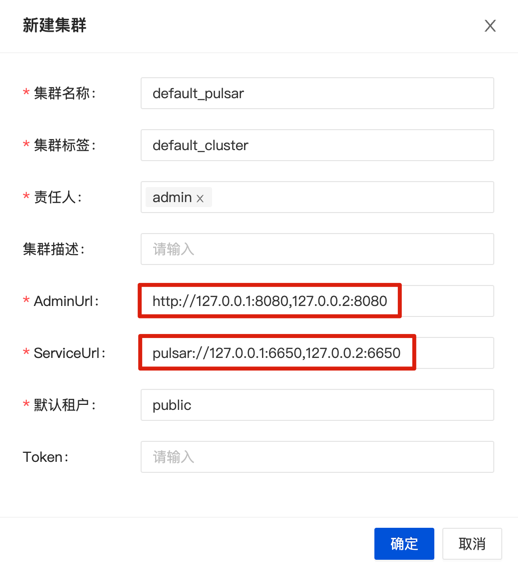 新建集群
* 集群名称： default_pulsar
* 集群标签： default_cluster
* 责任人： admin ×
集群描述： 请输入
* AdminUrl： http://127.0.0.1:8080,127.0.0.2:8080
* ServiceUrl： pulsar://127.0.0.1:6650,127.0.0.2:6650
* 默认租户： public
Token： 请输入
确定 取消